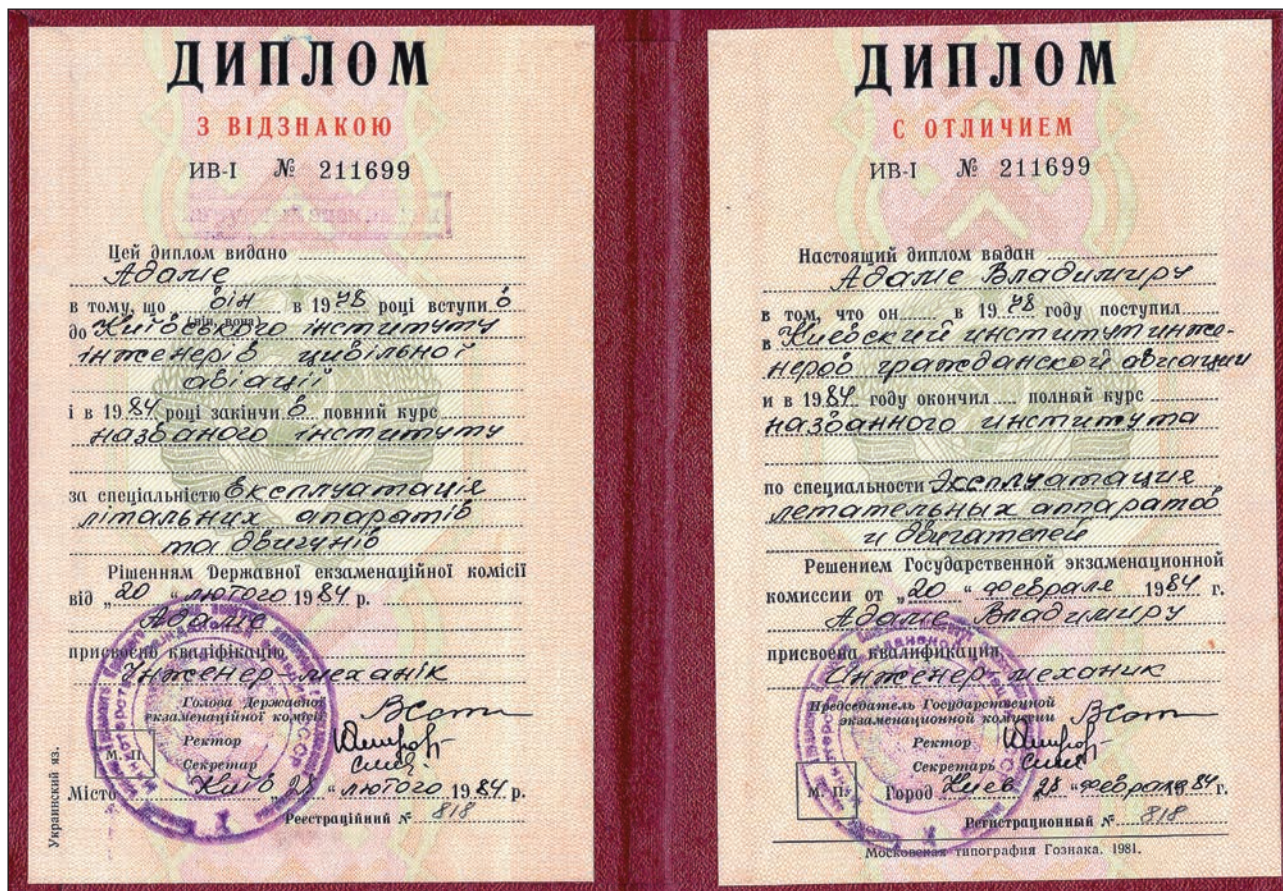 ДИПЛОМ
З ВІДЗНАКОЮ
ИВ-I № 211699
Цей диплом видано
Адаме
в тому, що він в 1978 році вступив
(він, вона)
до Київського інституту
інженерів цивільної
авіації
і в 1984 році закінчив повний курс
названого інституту
за спеціальністю Експлуатація
літальних апаратів
та двигунів
Рішенням Державної екзаменаційної комісії
від „20“ лютого 1984 р.
Адаме
присвоєно кваліфікацію
Інженер-механік
Голова Державної
екзаменаційної комісії
Ректор
Секретар
М. П.
Місто Київ „28“ лютого 1984 р.
Реєстраційний № 818
Украинский яз.
ДИПЛОМ
С ОТЛИЧИЕМ
ИВ-I № 211699
Настоящий диплом выдан
Адаме Владимиру
в том, что он в 1978 году поступил
в Киевский институт инже-
неров гражданской авиации
и в 1984 году окончил полный курс
названного института
по специальности Эксплуатация
летательных аппаратов
и двигателей
Решением Государственной экзаменационной
комиссии от „20“ февраля 1984 г.
Адаме Владимиру
присвоена квалификация
Инженер механик
Председатель Государственной
экзаменационной комиссии
Ректор
Секретарь
М. П.
Город Киев „28“ февраля 1984 г.
Регистрационный № 818
Московская типография Гознака. 1981.